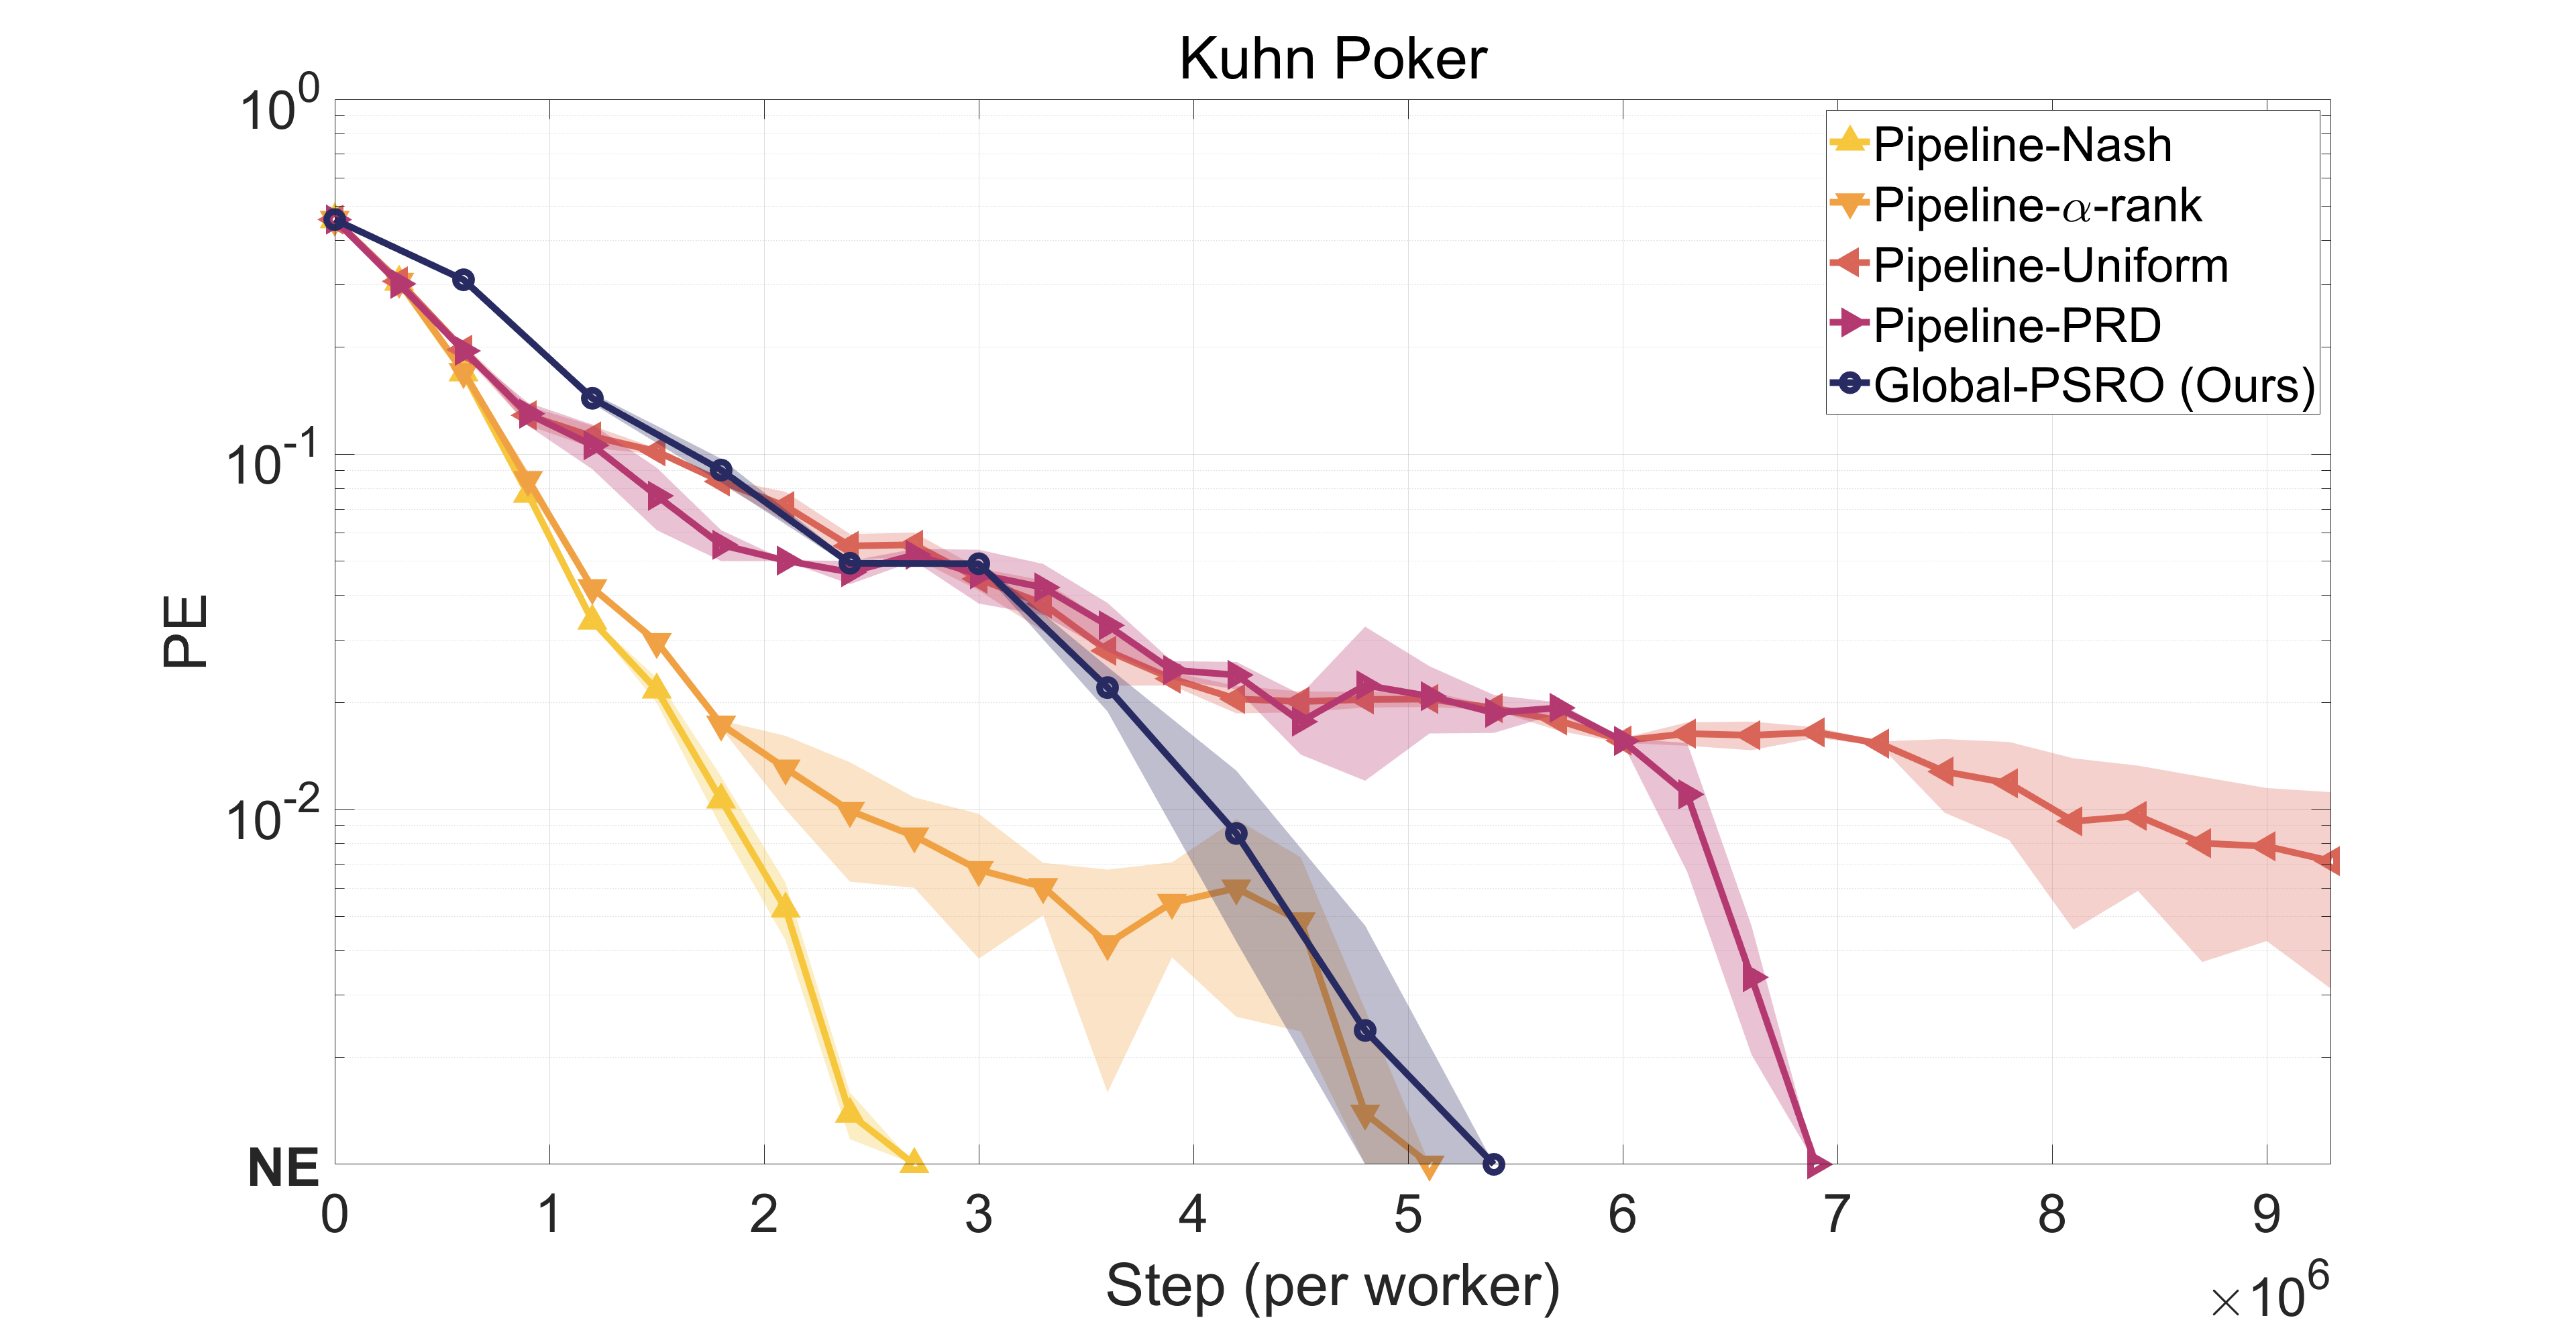 Kuhn Poker
10^0
10^-1
10^-2
NE
PE
Pipeline-Nash
Pipeline-α-rank
Pipeline-Uniform
Pipeline-PRD
Global-PSRO (Ours)
0 1 2 3 4 5 6 7 8 9
Step (per worker)
×10^6